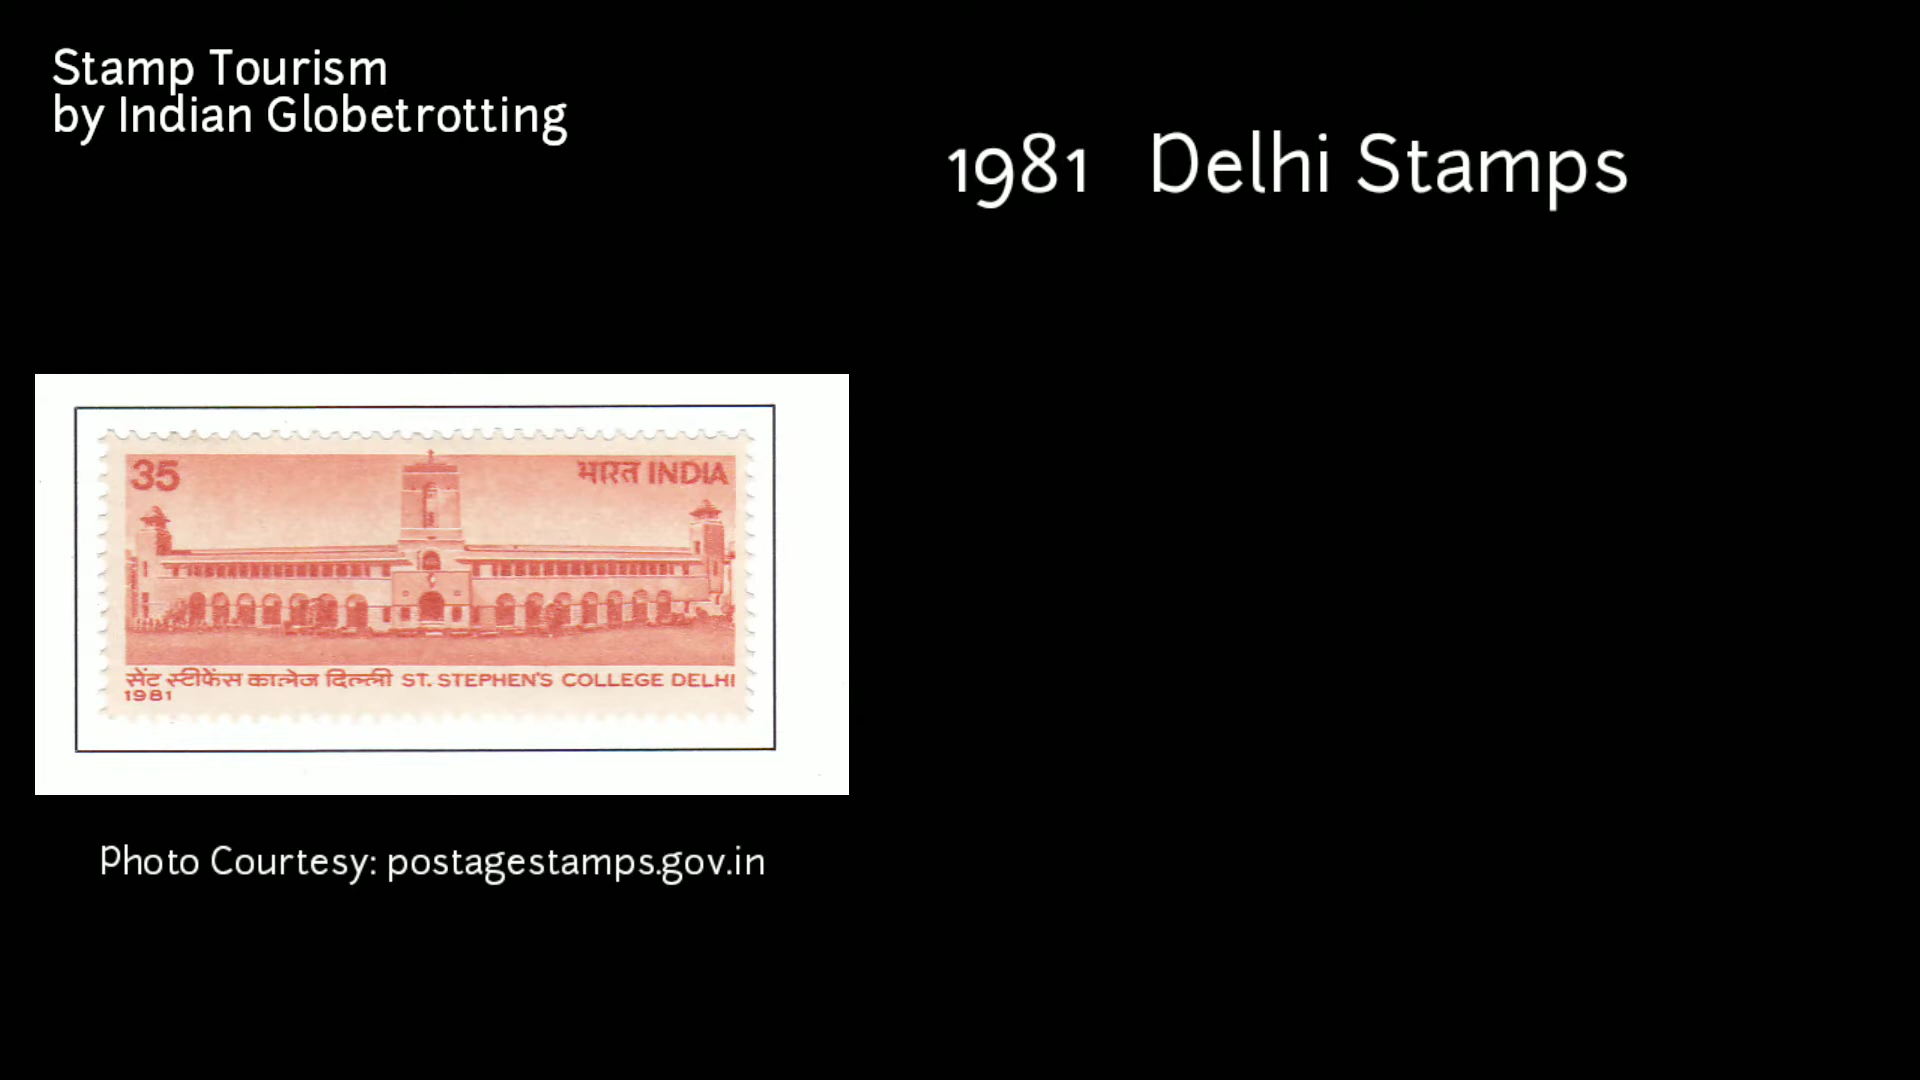 Stamp Tourism
by Indian Globetrotting
1981 Delhi Stamps
35
भारत INDIA
सेंट स्टीफेंस कालेज दिल्ली ST. STEPHEN'S COLLEGE DELHI
1981
Photo Courtesy: postagestamps.gov.in